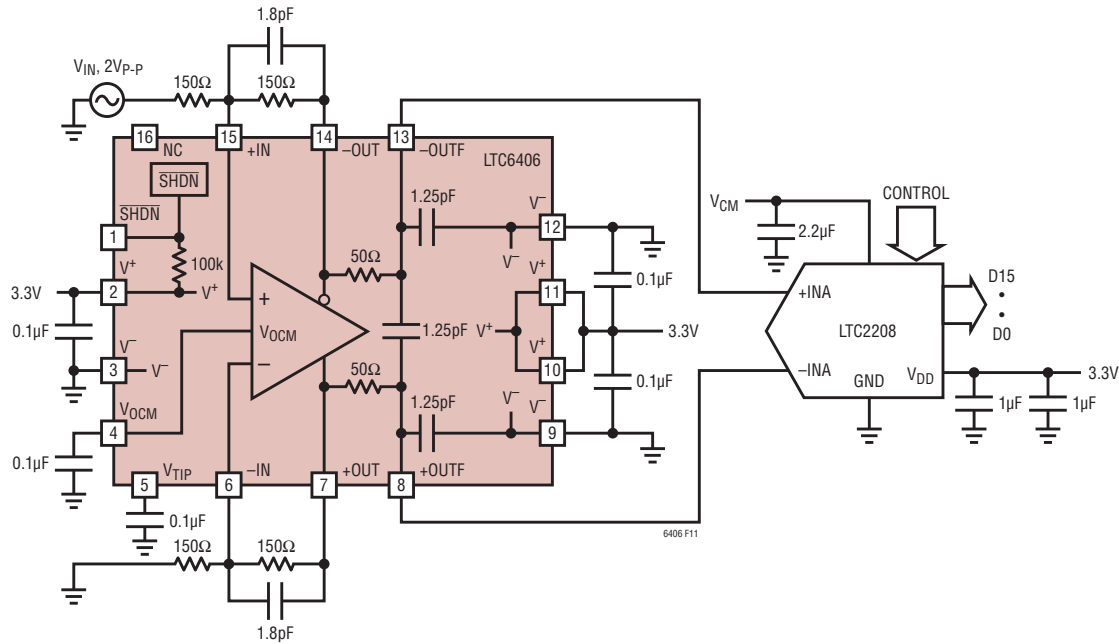 1.8pF
V_IN, 2V_P-P
150Ω
150Ω
16
15
14
13
NC
+IN
–OUT
–OUTF
LTC6406
SHDN
1.25pF
V–
SHDN
12
V_CM
CONTROL
1
V–
2.2µF
V+
100k
50Ω
V+
0.1µF
3.3V
2
V+
11
+INA
D15
+
0.1µF
V_OCM
1.25pF
V+
3.3V
LTC2208
•
•
D0
V–
–
V+
3
V–
50Ω
10
0.1µF
–INA
V_OCM
1.25pF
V–
V–
GND
V_DD
3.3V
4
9
1µF
1µF
0.1µF
V_TIP
–IN
+OUT
+OUTF
5
6
7
8
0.1µF
6406 F11
150Ω
150Ω
1.8pF